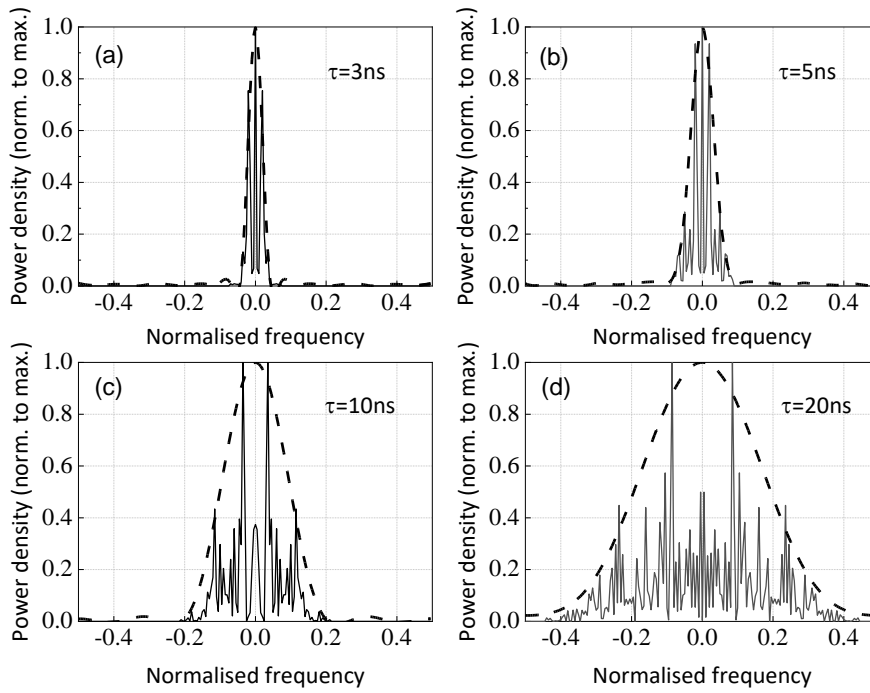 (a)
τ=3ns
Power density (norm. to max.)
1.0
0.8
0.6
0.4
0.2
0.0
-0.4 -0.2 0.0 0.2 0.4
Normalised frequency
(b)
τ=5ns
Power density (norm. to max.)
1.0
0.8
0.6
0.4
0.2
0.0
-0.4 -0.2 0.0 0.2 0.4
Normalised frequency
(c)
τ=10ns
Power density (norm. to max.)
1.0
0.8
0.6
0.4
0.2
0.0
-0.4 -0.2 0.0 0.2 0.4
Normalised frequency
(d)
τ=20ns
Power density (norm. to max.)
1.0
0.8
0.6
0.4
0.2
0.0
-0.4 -0.2 0.0 0.2 0.4
Normalised frequency